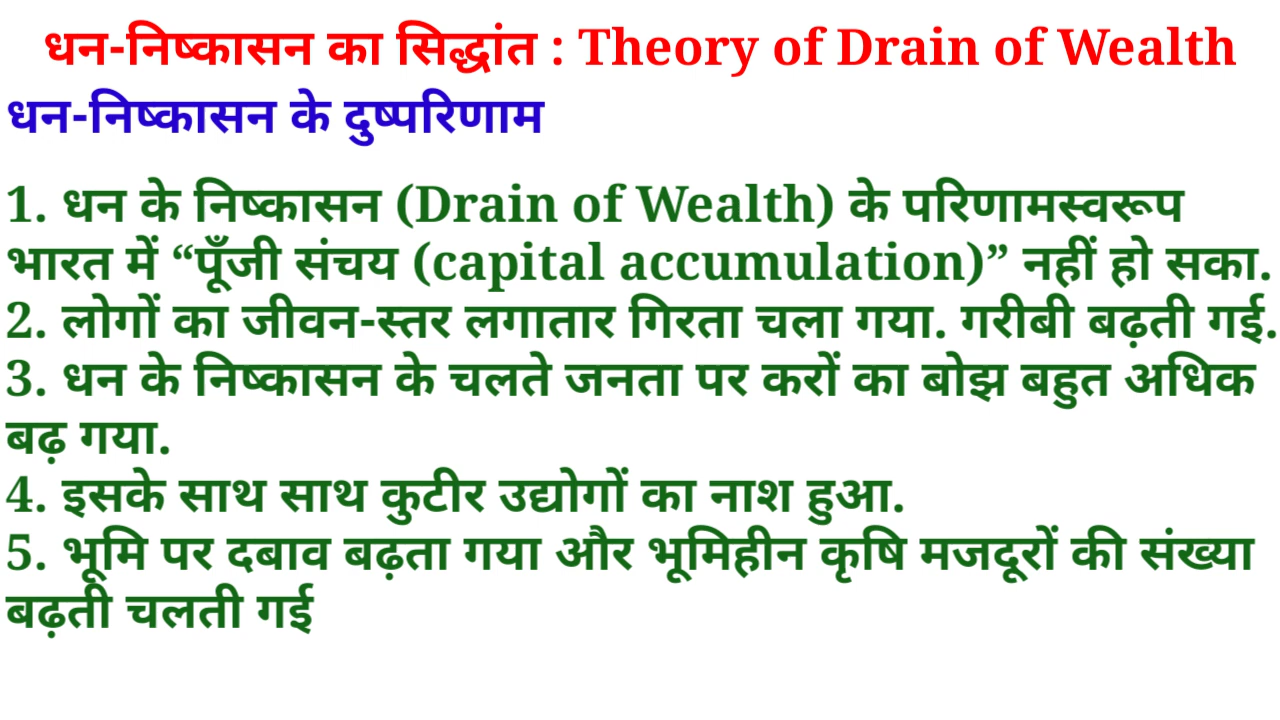 धन-निष्कासन का सिद्धांत : Theory of Drain of Wealth
धन-निष्कासन के दुष्परिणाम
1. धन के निष्कासन (Drain of Wealth) के परिणामस्वरूप
भारत में “पूँजी संचय (capital accumulation)” नहीं हो सका.
2. लोगों का जीवन-स्तर लगातार गिरता चला गया. गरीबी बढ़ती गई.
3. धन के निष्कासन के चलते जनता पर करों का बोझ बहुत अधिक
बढ़ गया.
4. इसके साथ साथ कुटीर उद्योगों का नाश हुआ.
5. भूमि पर दबाव बढ़ता गया और भूमिहीन कृषि मजदूरों की संख्या
बढ़ती चलती गई